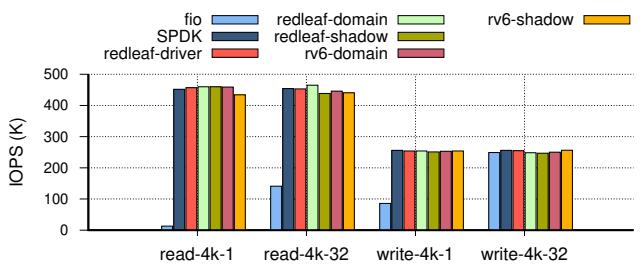 fio redleaf-domain rv6-shadow
SPDK redleaf-shadow
redleaf-driver rv6-domain
500
400
300
200
100
0
IOPS (K)
read-4k-1 read-4k-32 write-4k-1 write-4k-32